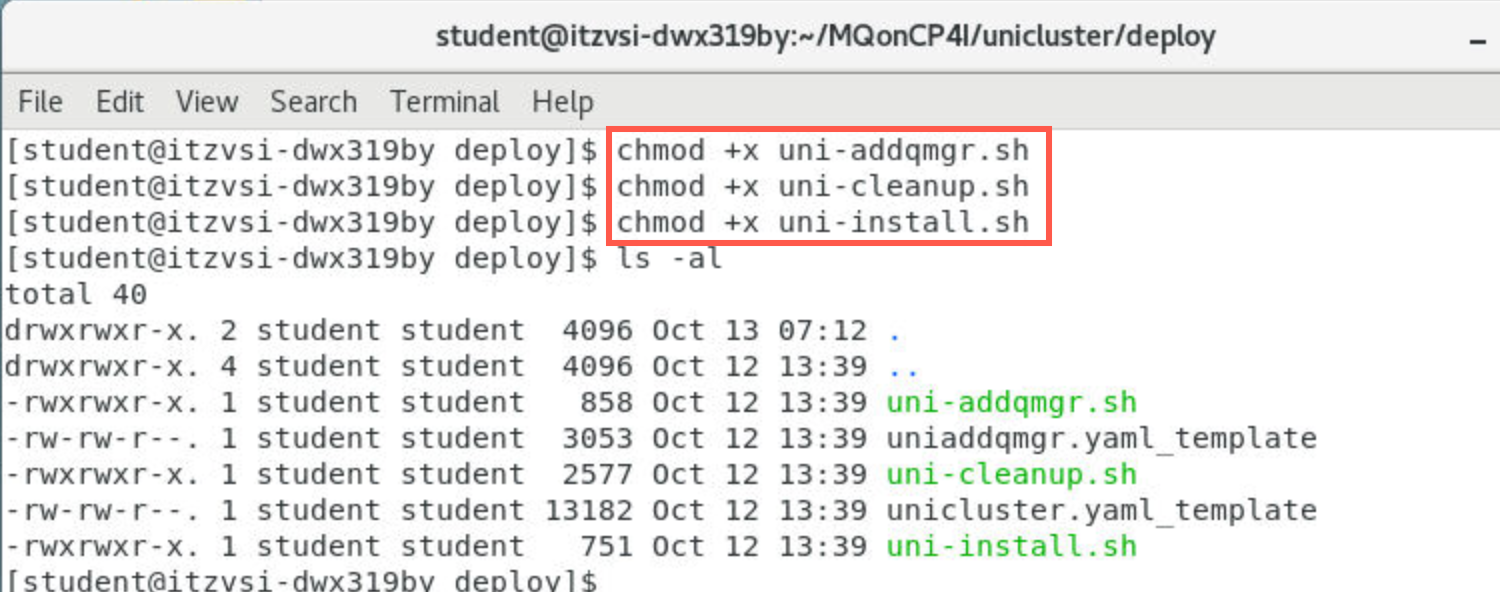 student@itzvsi-dwx319by:~/MQonCP4I/unicluster/deploy
File Edit View Search Terminal Help
[student@itzvsi-dwx319by deploy]$ chmod +x uni-addqmgr.sh
[student@itzvsi-dwx319by deploy]$ chmod +x uni-cleanup.sh
[student@itzvsi-dwx319by deploy]$ chmod +x uni-install.sh
[student@itzvsi-dwx319by deploy]$ ls -al
total 40
drwxrwxr-x. 2 student student  4096 Oct 13 07:12 .
drwxrwxr-x. 4 student student  4096 Oct 12 13:39 ..
-rwxrwxr-x. 1 student student   858 Oct 12 13:39 uni-addqmgr.sh
-rw-rw-r--. 1 student student  3053 Oct 12 13:39 uniaddqmgr.yaml_template
-rwxrwxr-x. 1 student student  2577 Oct 12 13:39 uni-cleanup.sh
-rw-rw-r--. 1 student student 13182 Oct 12 13:39 unicluster.yaml_template
-rwxrwxr-x. 1 student student   751 Oct 12 13:39 uni-install.sh
[student@itzvsi-dwx319by deploy]$